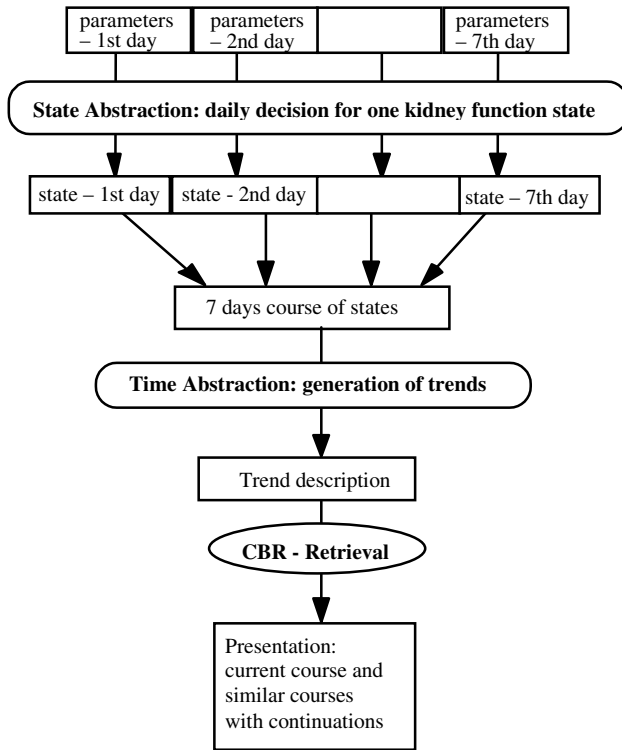 parameters
– 1st day
parameters
– 2nd day
parameters
– 7th day
State Abstraction: daily decision for one kidney function state
state – 1st day
state - 2nd day
state – 7th day
7 days course of states
Time Abstraction: generation of trends
Trend description
CBR - Retrieval
Presentation:
current course and
similar courses
with continuations